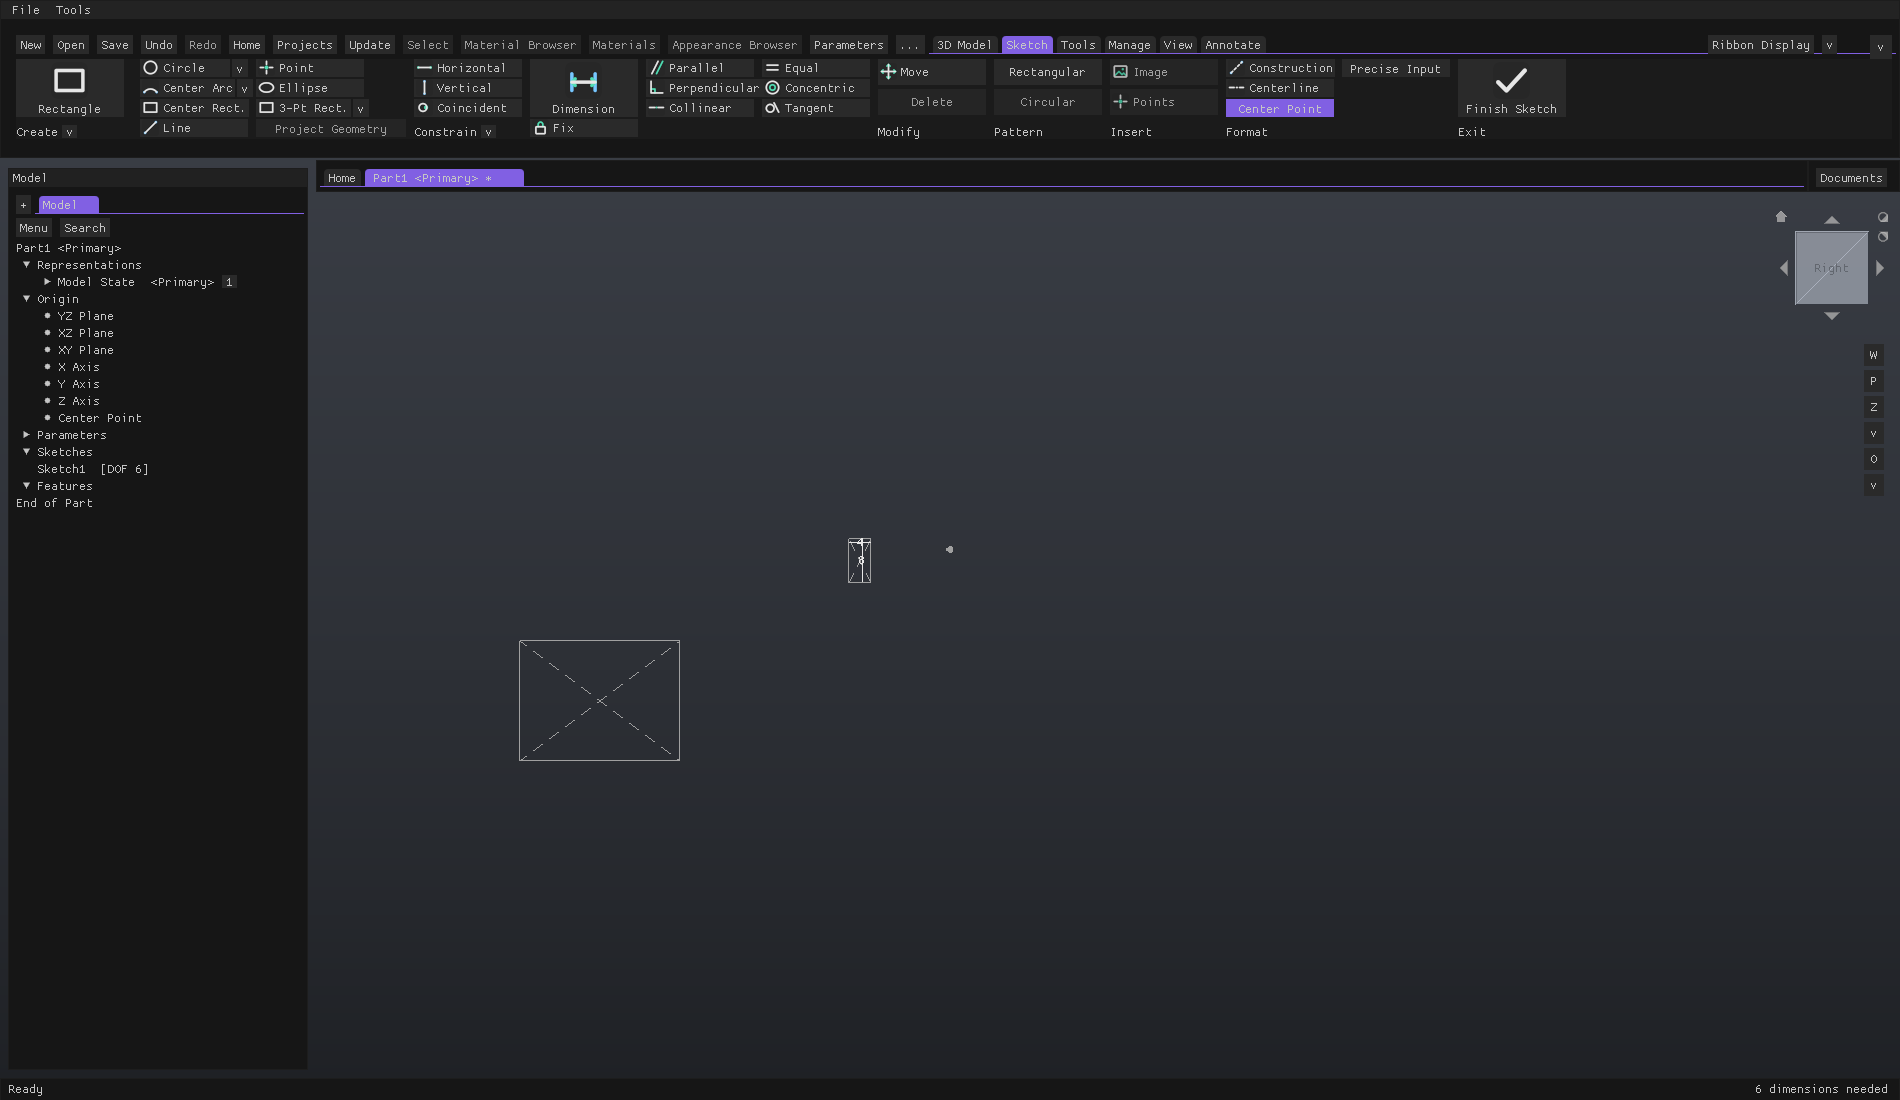 File Tools
New Open Save Undo Redo Home Projects Update Select Material Browser Materials Appearance Browser Parameters ... 3D Model Sketch Tools Manage View Annotate Ribbon Display v v
Circle v Point Horizontal Parallel Equal Move Rectangular Image Construction Precise Input
Center Arc v Ellipse Vertical Perpendicular Concentric Centerline
Rectangle Center Rect. 3-Pt Rect. v Coincident Dimension Collinear Tangent Delete Circular Points Center Point Finish Sketch
Create v Line Project Geometry Constrain v Fix Modify Pattern Insert Format Exit
Model
Home Part1 <Primary> * Documents
+ Model
Menu Search
Part1 <Primary>
Representations
Model State <Primary> 1
Origin
YZ Plane
XZ Plane
XY Plane
X Axis
Y Axis
Z Axis
Center Point
Parameters
Sketches
Sketch1 [DOF 6]
Features
End of Part
Right
W
P
Z
v
O
v
4
8
Ready
6 dimensions needed